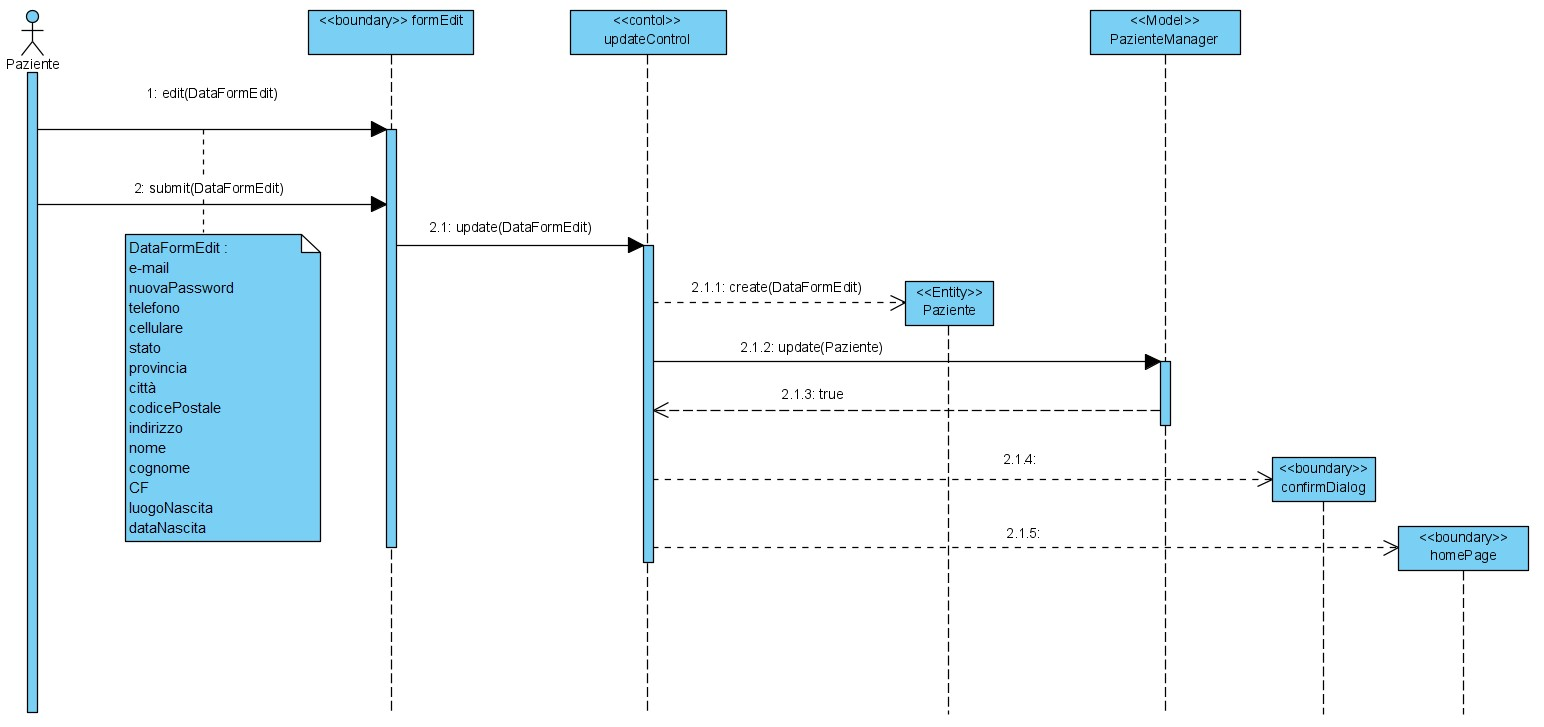 Paziente
<<boundary>> formEdit
<<contol>>
updateControl
<<Model>>
PazienteManager
1: edit(DataFormEdit)
2: submit(DataFormEdit)
2.1: update(DataFormEdit)
DataFormEdit :
e-mail
nuovaPassword
telefono
cellulare
stato
provincia
città
codicePostale
indirizzo
nome
cognome
CF
luogoNascita
dataNascita
2.1.1: create(DataFormEdit)
<<Entity>>
Paziente
2.1.2: update(Paziente)
2.1.3: true
2.1.4:
<<boundary>>
confirmDialog
2.1.5:
<<boundary>>
homePage